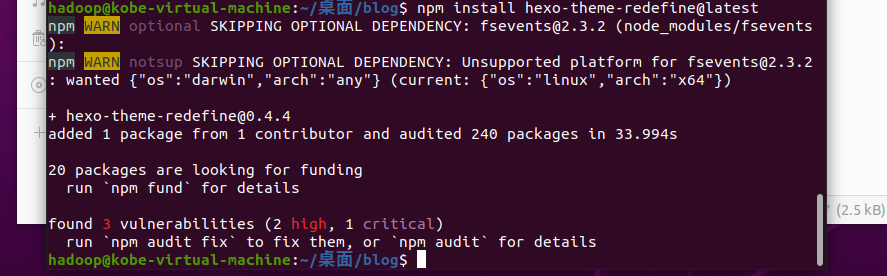 hadoop@kobe-virtual-machine:~/桌面/blog$ npm install hexo-theme-redefine@latest
npm WARN optional SKIPPING OPTIONAL DEPENDENCY: fsevents@2.3.2 (node_modules/fsevents
):
npm WARN notsup SKIPPING OPTIONAL DEPENDENCY: Unsupported platform for fsevents@2.3.2
: wanted {"os":"darwin","arch":"any"} (current: {"os":"linux","arch":"x64"})
+ hexo-theme-redefine@0.4.4
added 1 package from 1 contributor and audited 240 packages in 33.994s
20 packages are looking for funding
  run `npm fund` for details
found 3 vulnerabilities (2 high, 1 critical)
  run `npm audit fix` to fix them, or `npm audit` for details
hadoop@kobe-virtual-machine:~/桌面/blog$
(2.5 kB)